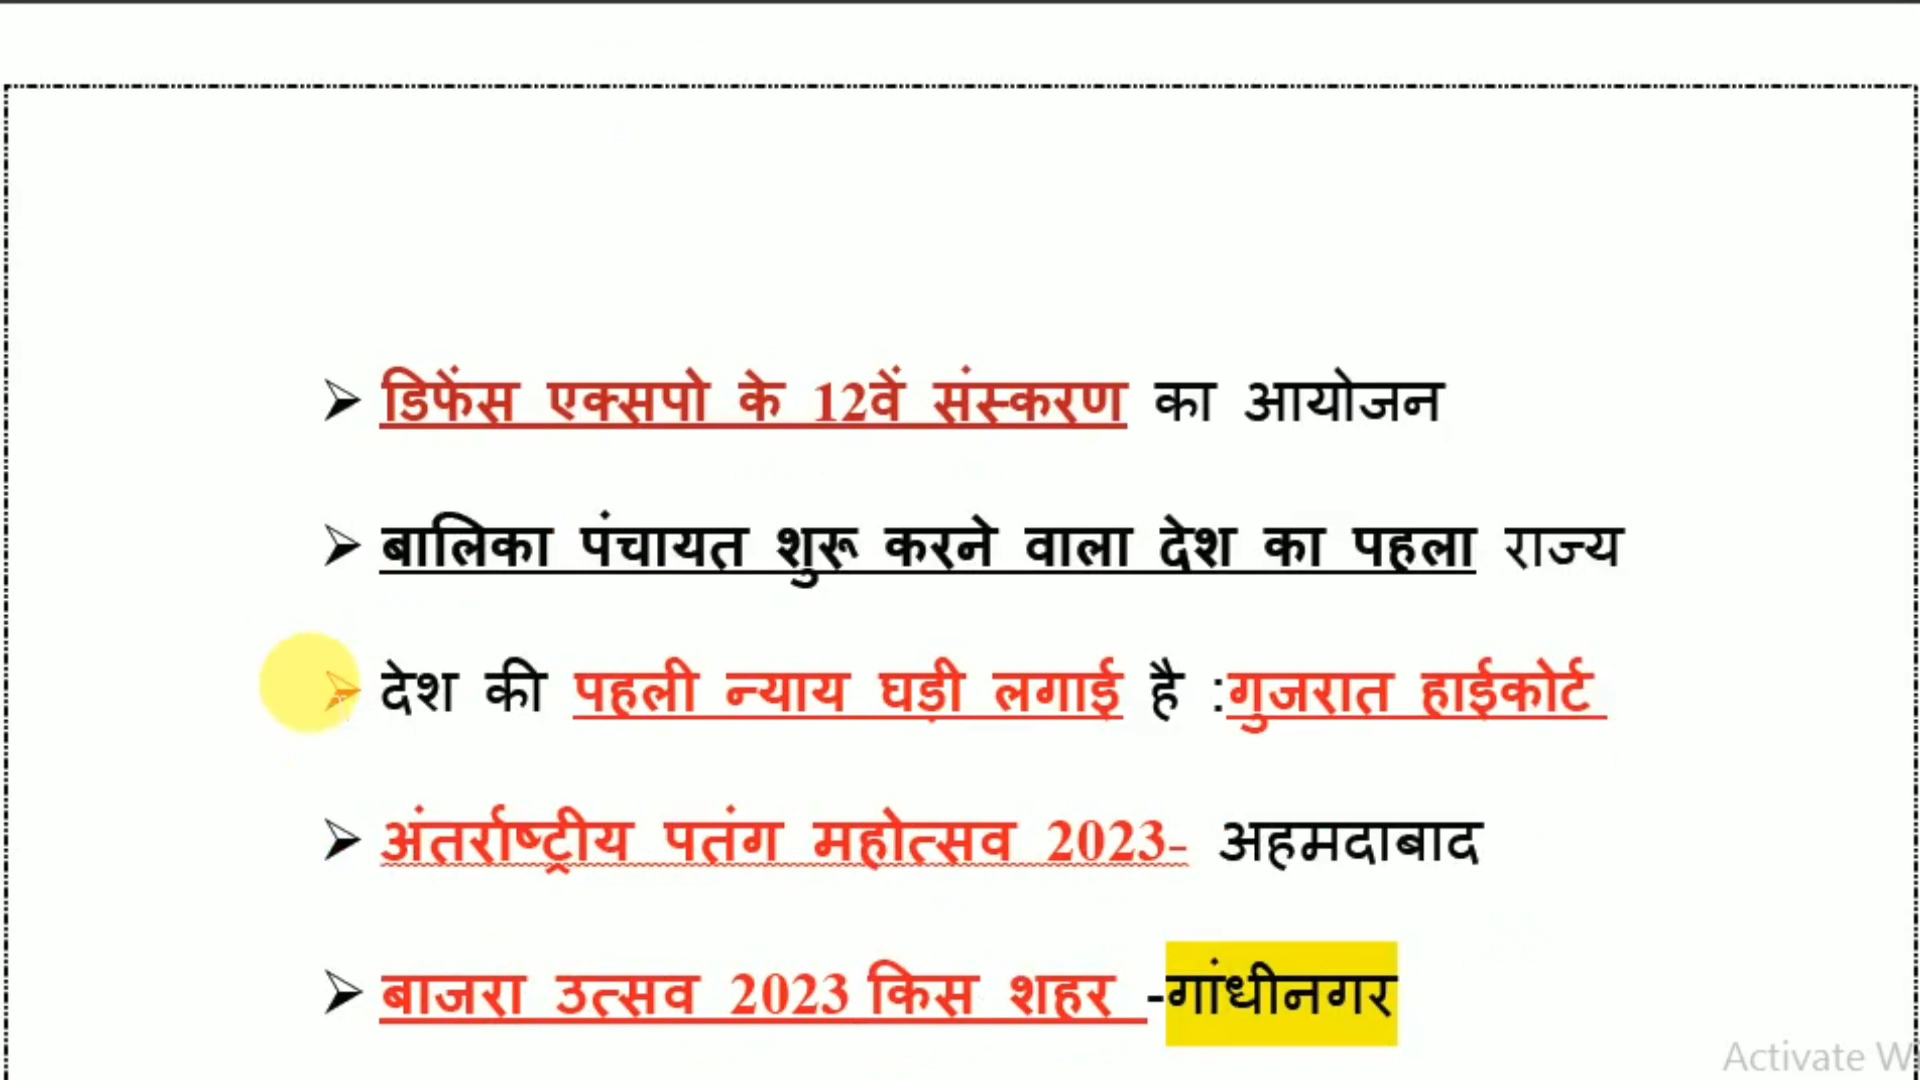 ➢ डिफेंस एक्सपो के 12वें संस्करण का आयोजन
➢ बालिका पंचायत शुरू करने वाला देश का पहला राज्य
➢ देश की पहली न्याय घड़ी लगाई है :गुजरात हाईकोर्ट
➢ अंतर्राष्ट्रीय पतंग महोत्सव 2023- अहमदाबाद
➢ बाजरा उत्सव 2023 किस शहर -गांधीनगर
Activate W